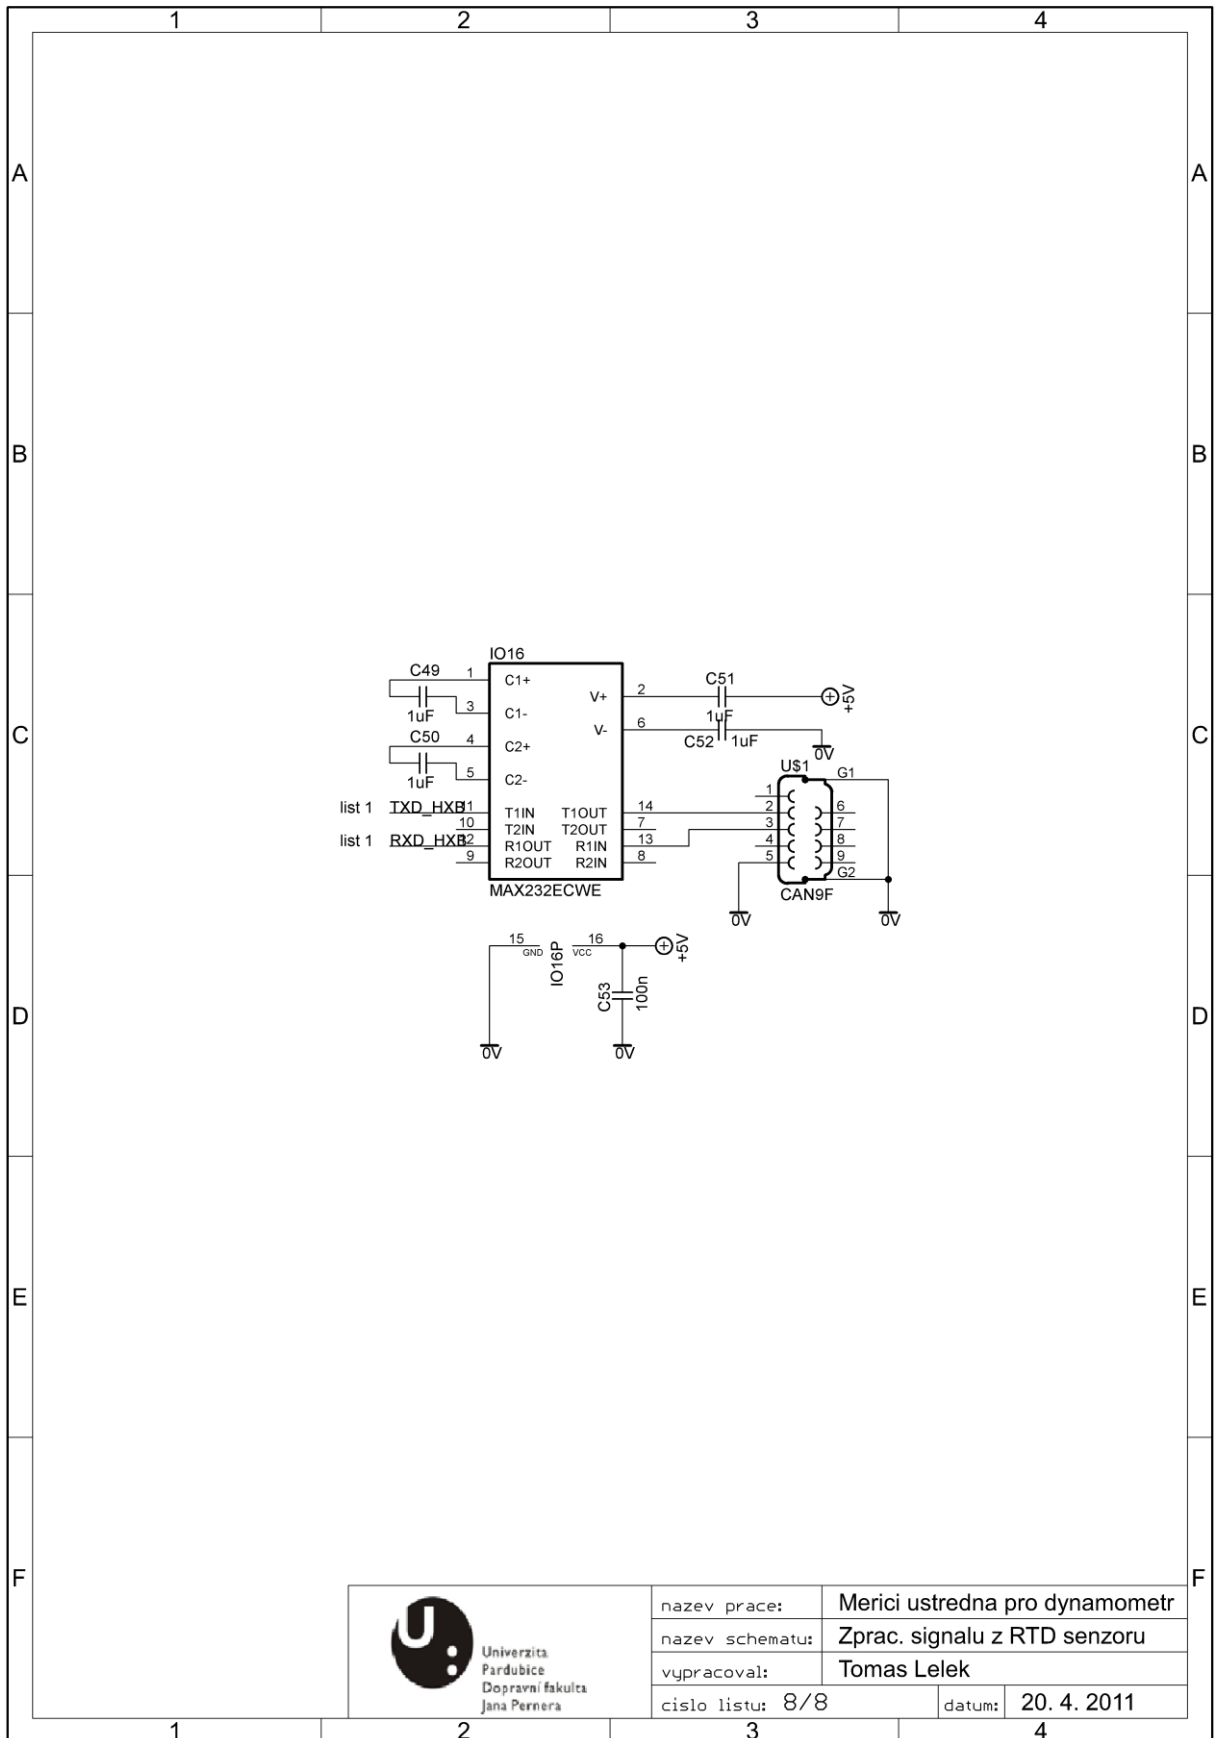 1 2 3 4
A A
B B
IO16
C49 1 C1+ C51
V+ 2 +5V
1uF 3 C1- 1uF
C C
C50 4 C2+ V- 6 C52 1uF 0V
1uF 5 C2- U$1 G1
list 1 TXD_HXB 11 T1IN T1OUT 14 1 2 6
10 T2IN T2OUT 7 3 7
list 1 RXD_HXB 12 R1OUT R1IN 13 4 8
9 R2OUT R2IN 8 5 9
G2
MAX232ECWE CAN9F
0V 0V
15 GND IO16P VCC 16 +5V
C53 100n
D D
0V 0V
E E
F F
U:
Univerzita
Pardubice
Dopravní fakulta
Jana Pernera
nazev prace: Merici ustredna pro dynamometr
nazev schematu: Zprac. signalu z RTD senzoru
vypracoval: Tomas Lelek
cislo listu: 8/8 datum: 20. 4. 2011
1 2 3 4